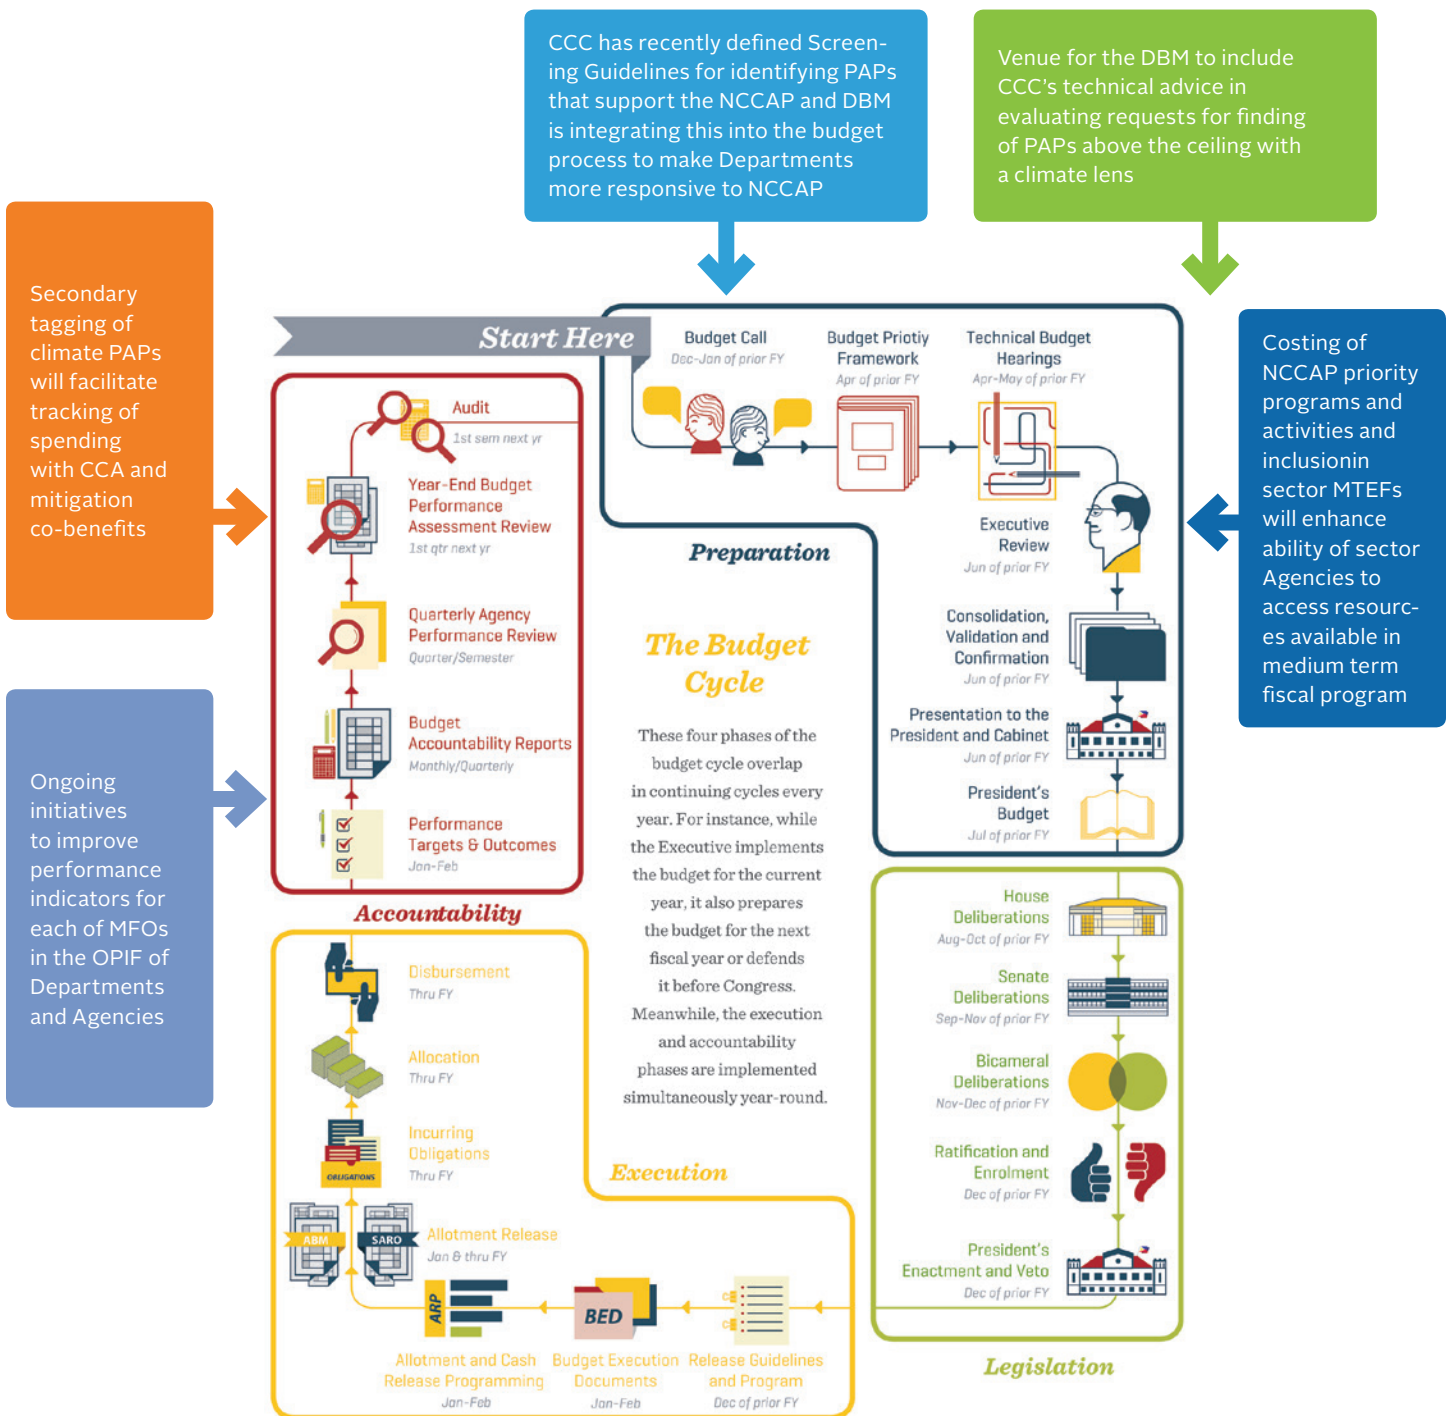 CCC has recently defined Screen-
ing Guidelines for identifying PAPs
that support the NCCAP and DBM
is integrating this into the budget
process to make Departments
more responsive to NCCAP
Venue for the DBM to include
CCC's technical advice in
evaluating requests for finding
of PAPs above the ceiling with
a climate lens
Secondary
tagging of
climate PAPs
will facilitate
tracking of
spending
with CCA and
mitigation
co-benefits
Costing of
NCCAP priority
programs and
activities and
inclusionin
sector MTEFs
will enhance
ability of sector
Agencies to
access resourc-
es available in
medium term
fiscal program
Ongoing
initiatives
to improve
performance
indicators for
each of MFOs
in the OPIF of
Departments
and Agencies
Start Here
Budget Call
Dec-Jan of prior FY
Budget Priotiy
Framework
Apr of prior FY
Technical Budget
Hearings
Apr-May of prior FY
Executive
Review
Jun of prior FY
Consolidation,
Validation and
Confirmation
Jun of prior FY
Presentation to the
President and Cabinet
Jun of prior FY
President's
Budget
Jul of prior FY
Preparation
The Budget
Cycle
These four phases of the
budget cycle overlap
in continuing cycles every
year. For instance, while
the Executive implements
the budget for the current
year, it also prepares
the budget for the next
fiscal year or defends
it before Congress.
Meanwhile, the execution
and accountability
phases are implemented
simultaneously year-round.
House
Deliberations
Aug-Oct of prior FY
Senate
Deliberations
Sep-Nov of prior FY
Bicameral
Deliberations
Nov-Dec of prior FY
Ratification and
Enrolment
Dec of prior FY
President's
Enactment and Veto
Dec of prior FY
Legislation
Release Guidelines
and Program
Dec of prior FY
BED
Budget Execution
Documents
Jan-Feb
ARP
Allotment and Cash
Release Programming
Jan-Feb
ABM
SARO
Allotment Release
Jan & thru FY
OBLIGATIONS
Incurring
Obligations
Thru FY
Allocation
Thru FY
Disbursement
Thru FY
Execution
Accountability
Performance
Targets & Outcomes
Jan-Feb
Budget
Accountability Reports
Monthly/Quarterly
Quarterly Agency
Performance Review
Quarter/Semester
Year-End Budget
Performance
Assessment Review
1st qtr next yr
Audit
1st sem next yr